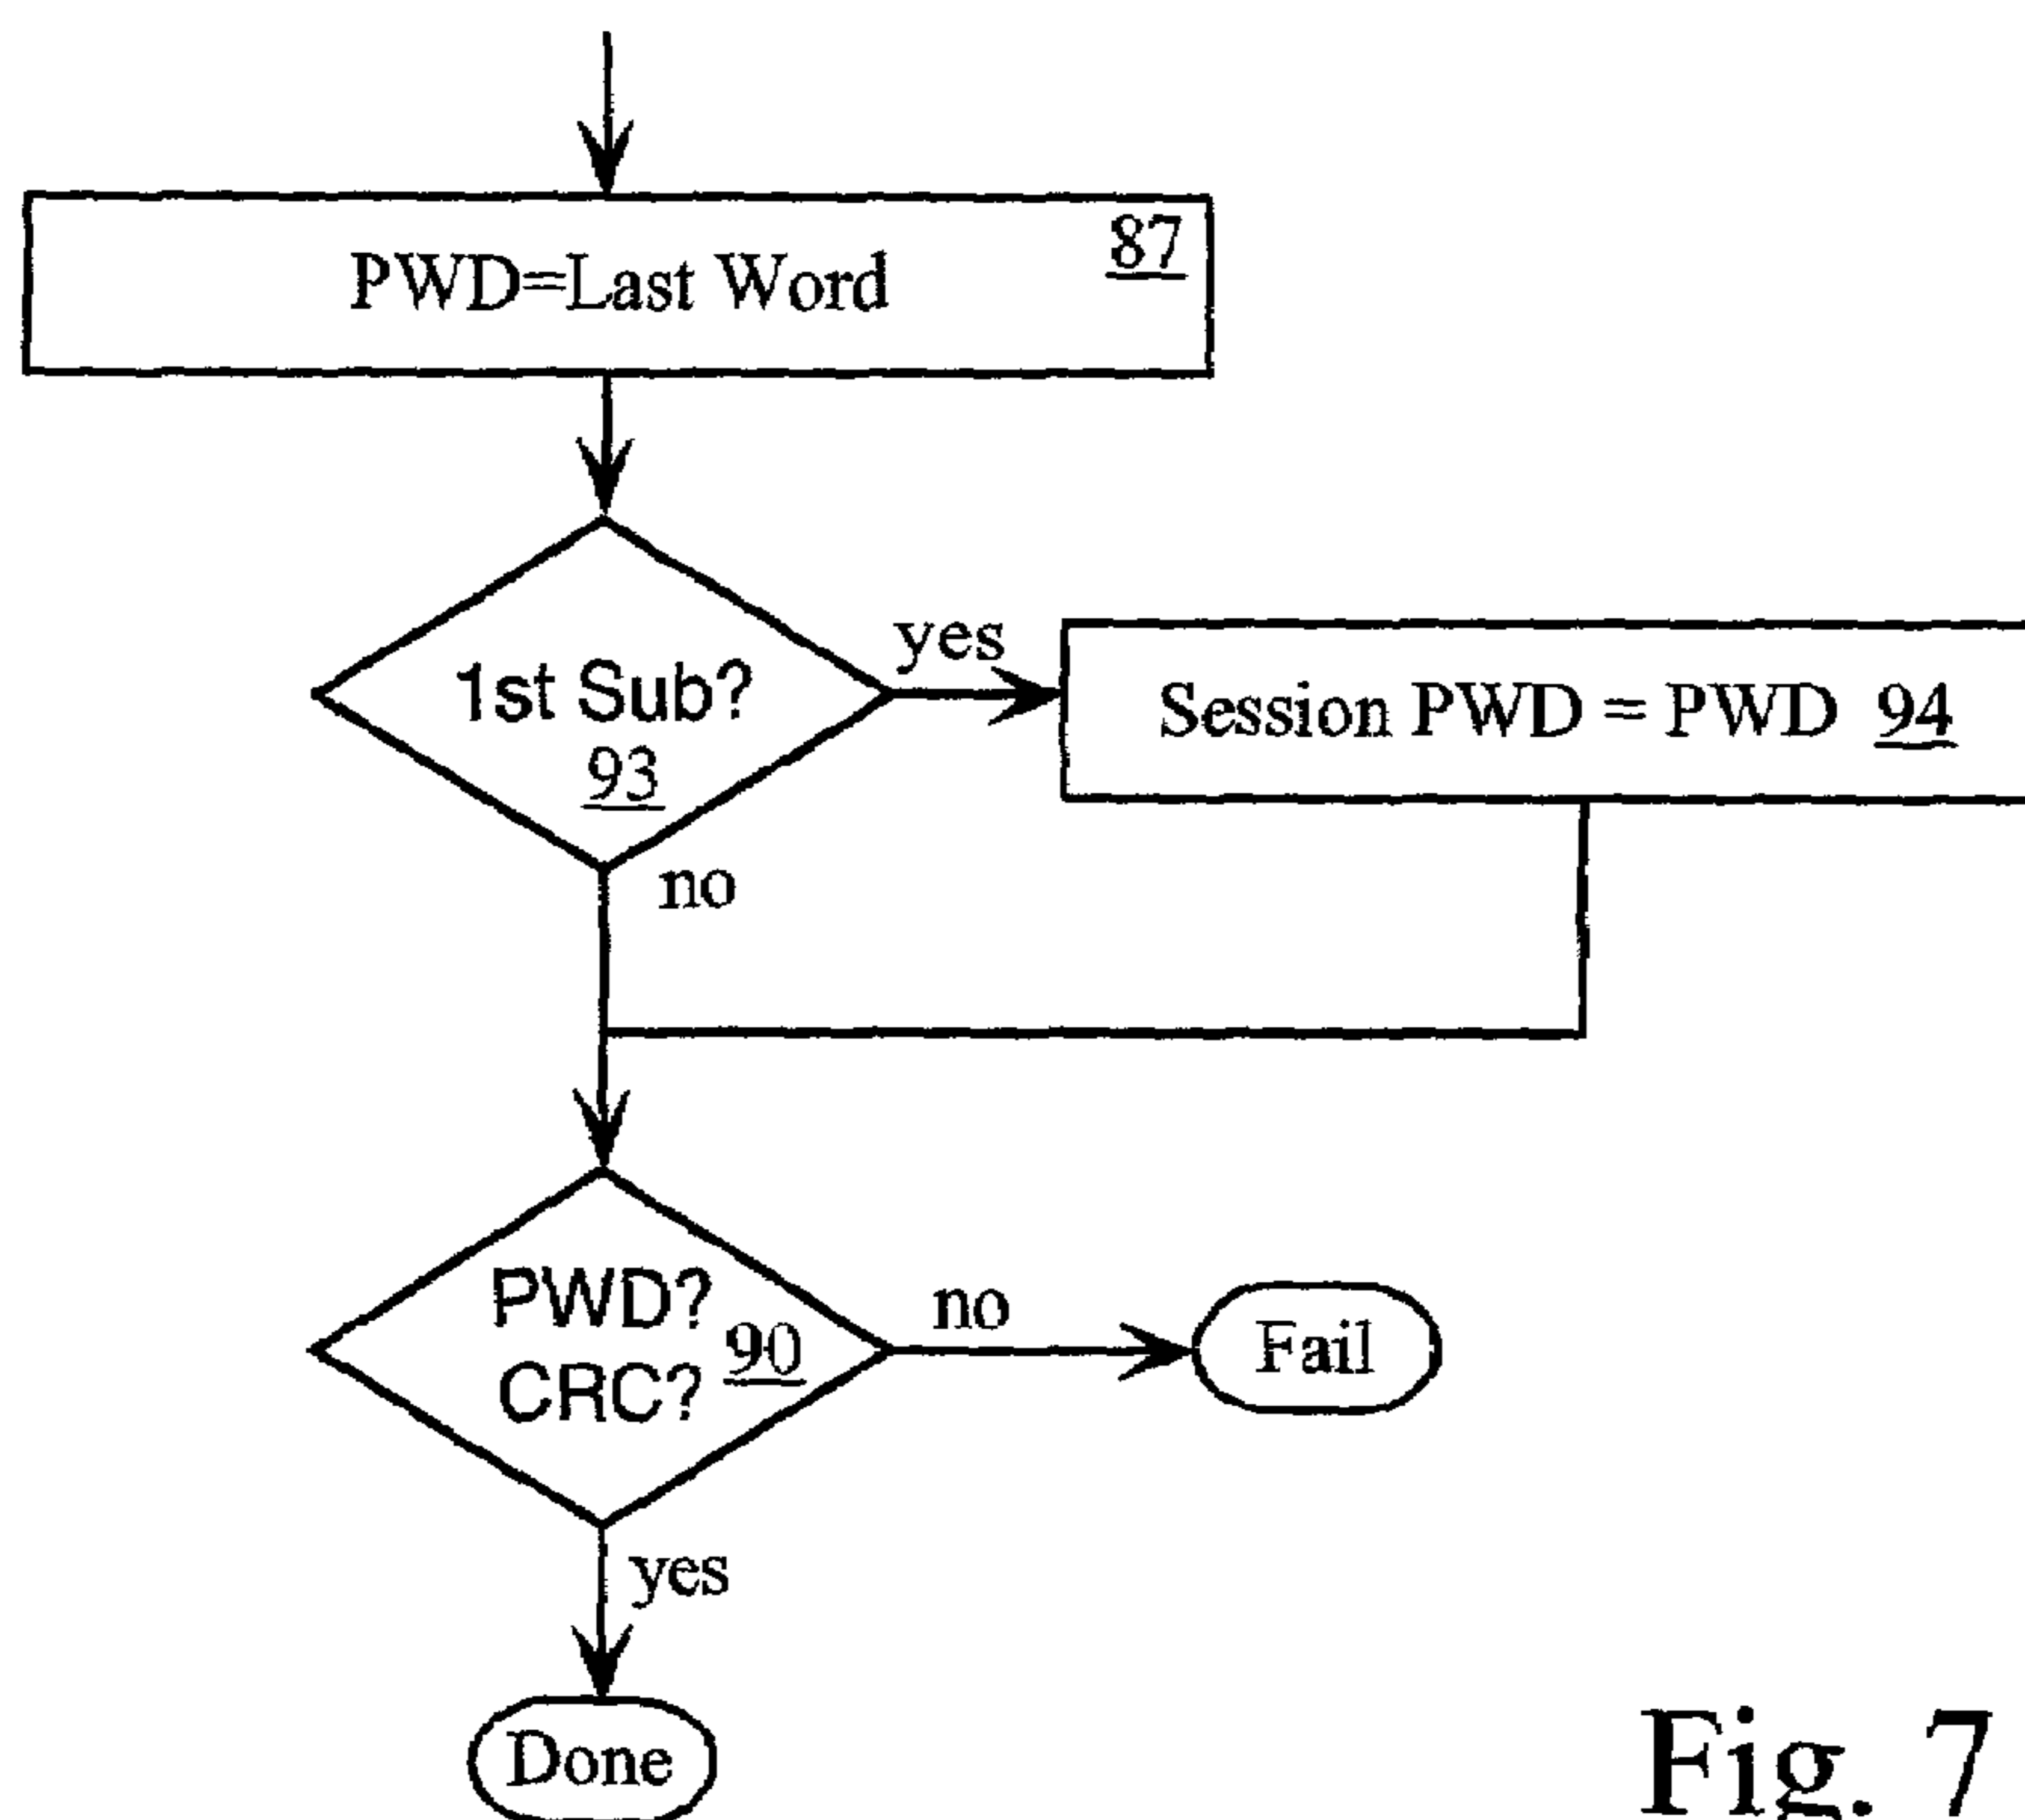 87
PWD=Last Word
1st Sub?
93
yes
Session PWD = PWD 94
no
PWD?
CRC?
90
no
Fail
yes
Done
Fig. 7